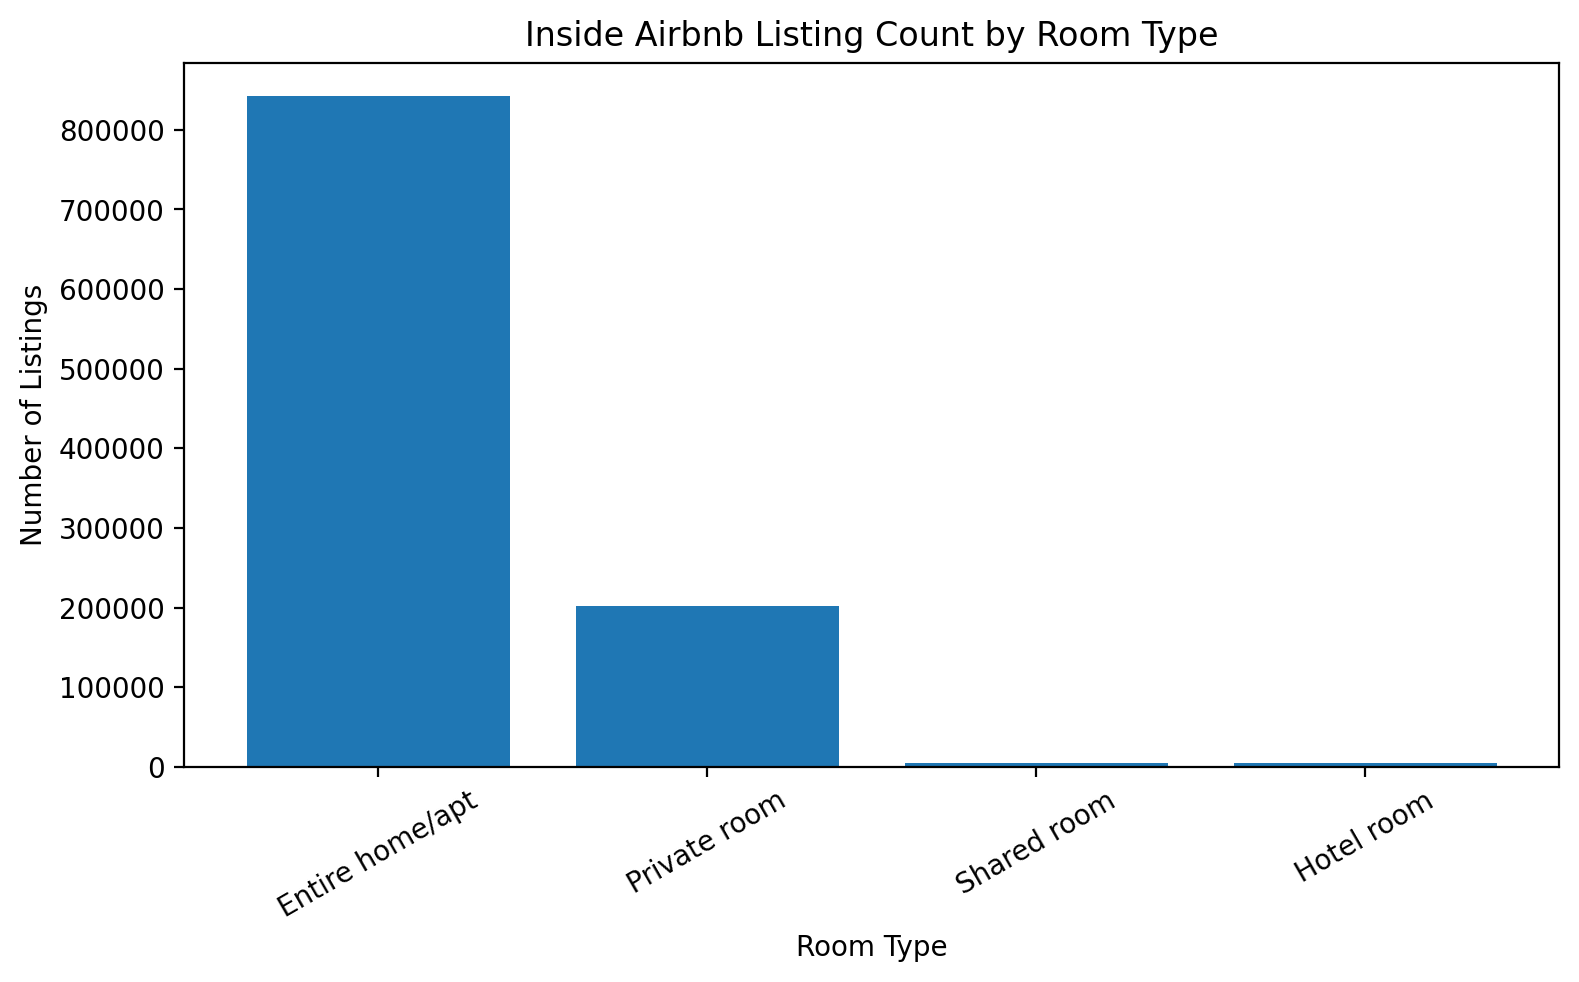 Inside Airbnb Listing Count by Room Type
Number of Listings
800000
700000
600000
500000
400000
300000
200000
100000
0
Entire home/apt
Private room
Shared room
Hotel room
Room Type